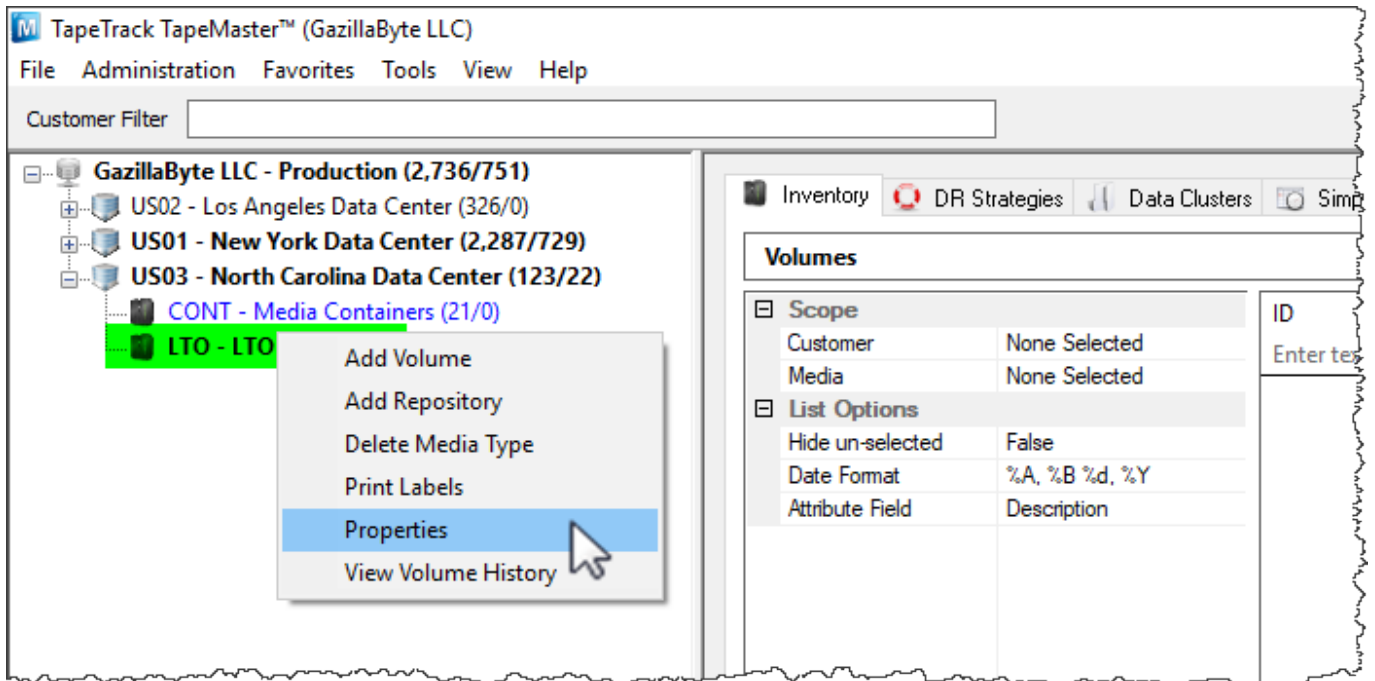 TapeTrack TapeMaster™ (GazillaByte LLC)
File Administration Favorites Tools View Help
Customer Filter
GazillaByte LLC - Production (2,736/751)
US02 - Los Angeles Data Center (326/0)
US01 - New York Data Center (2,287/729)
US03 - North Carolina Data Center (123/22)
CONT - Media Containers (21/0)
LTO - LTO
Add Volume
Add Repository
Delete Media Type
Print Labels
Properties
View Volume History
Inventory DR Strategies Data Clusters
Volumes
Scope
Customer None Selected
Media None Selected
List Options
Hide un-selected False
Date Format %A, %B %d, %Y
Attribute Field Description
ID
Enter